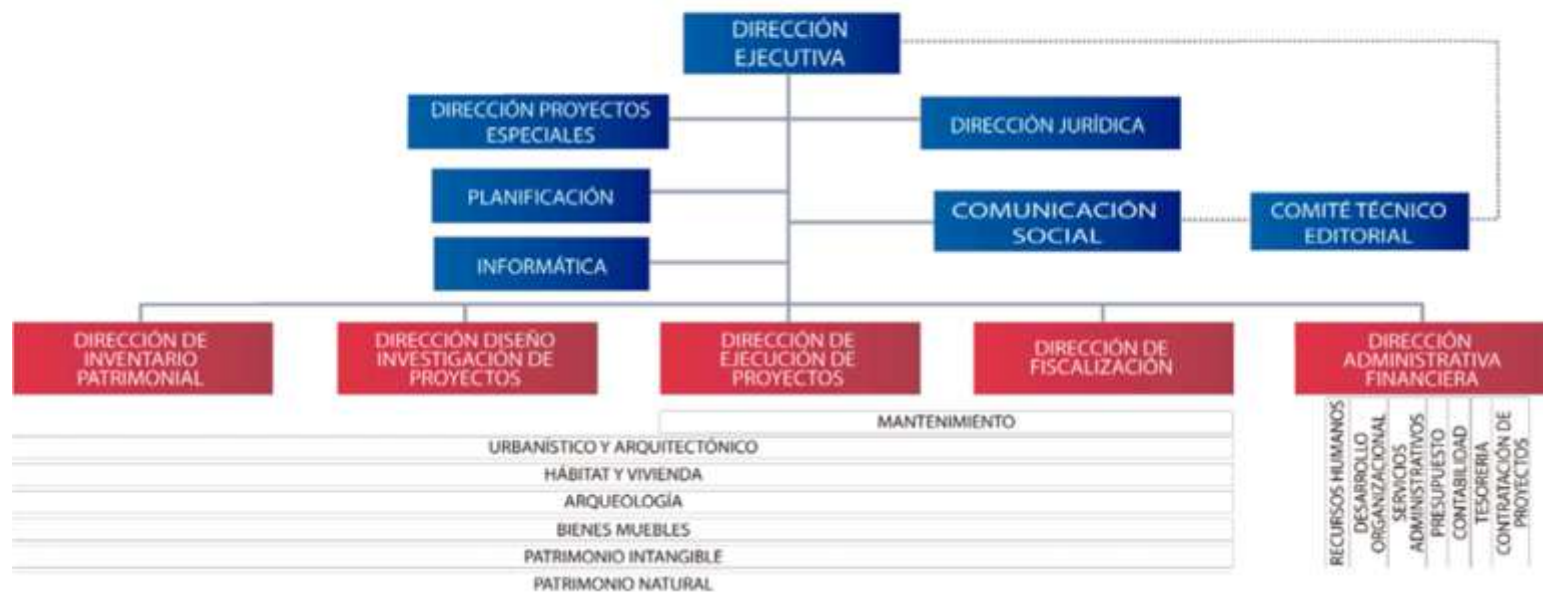 DIRECCIÓN
EJECUTIVA
DIRECCIÓN PROYECTOS
ESPECIALES
DIRECCIÓN JURÍDICA
PLANIFICACIÓN
COMUNICACIÓN
SOCIAL
COMITÉ TÉCNICO
EDITORIAL
INFORMÁTICA
DIRECCIÓN DE
INVENTARIO
PATRIMONIAL
DIRECCIÓN DISEÑO
INVESTIGACIÓN DE
PROYECTOS
DIRECCIÓN DE
EJECUCIÓN DE
PROYECTOS
DIRECCIÓN DE
FISCALIZACIÓN
DIRECCIÓN
ADMINISTRATIVA
FINANCIERA
MANTENIMIENTO
URBANÍSTICO Y ARQUITECTÓNICO
HÁBITAT Y VIVIENDA
ARQUEOLOGÍA
BIENES MUEBLES
PATRIMONIO INTANGIBLE
PATRIMONIO NATURAL
RECURSOS HUMANOS
DESARROLLO
ORGANIZACIONAL
SERVICIOS
ADMINISTRATIVOS
PRESUPUESTO
CONTABILIDAD
TESORERIA
CONTRATACIÓN DE
PROYECTOS